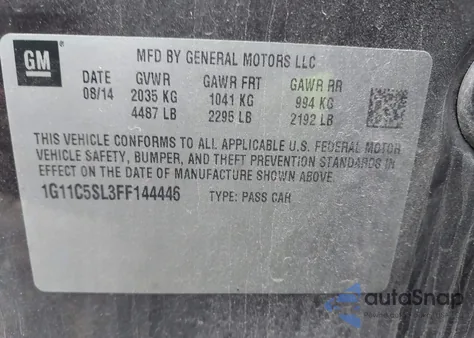 GM
MFD BY GENERAL MOTORS LLC
DATE GVWR GAWR FRT GAWR RR
08/14 2035 KG 1041 KG 994 KG
4487 LB 2295 LB 2192 LB
THIS VEHICLE CONFORMS TO ALL APPLICABLE U.S. FEDERAL MOTOR
VEHICLE SAFETY, BUMPER, AND THEFT PREVENTION STANDARDS IN
EFFECT ON THE DATE OF MANUFACTURE SHOWN ABOVE.
1G11C5SL3FF144446 TYPE: PASS CAR
autoSnap